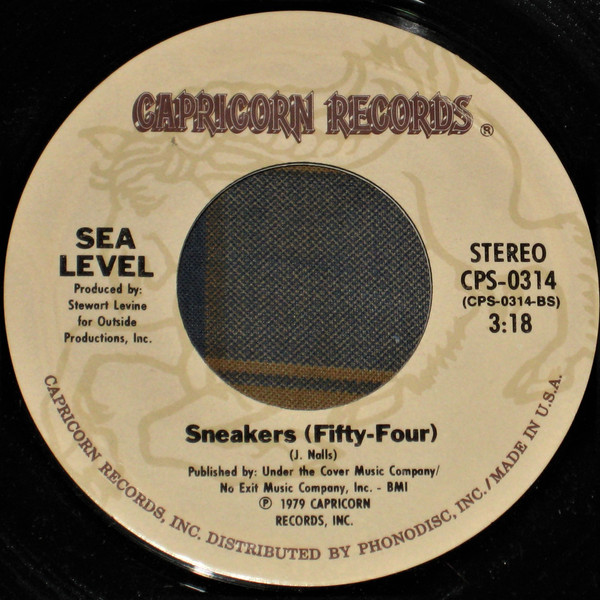 CAPRICORN RECORDS ®
SEA
LEVEL
Produced by:
Stewart Levine
for Outside
Productions, Inc.
STEREO
CPS-0314
(CPS-0314-BS)
3:18
Sneakers (Fifty-Four)
(J. Nalls)
Published by: Under the Cover Music Company/
No Exit Music Company, Inc. - BMI
℗ 1979 CAPRICORN
RECORDS, INC.
CAPRICORN RECORDS, INC. DISTRIBUTED BY PHONODISC, INC./MADE IN U.S.A.